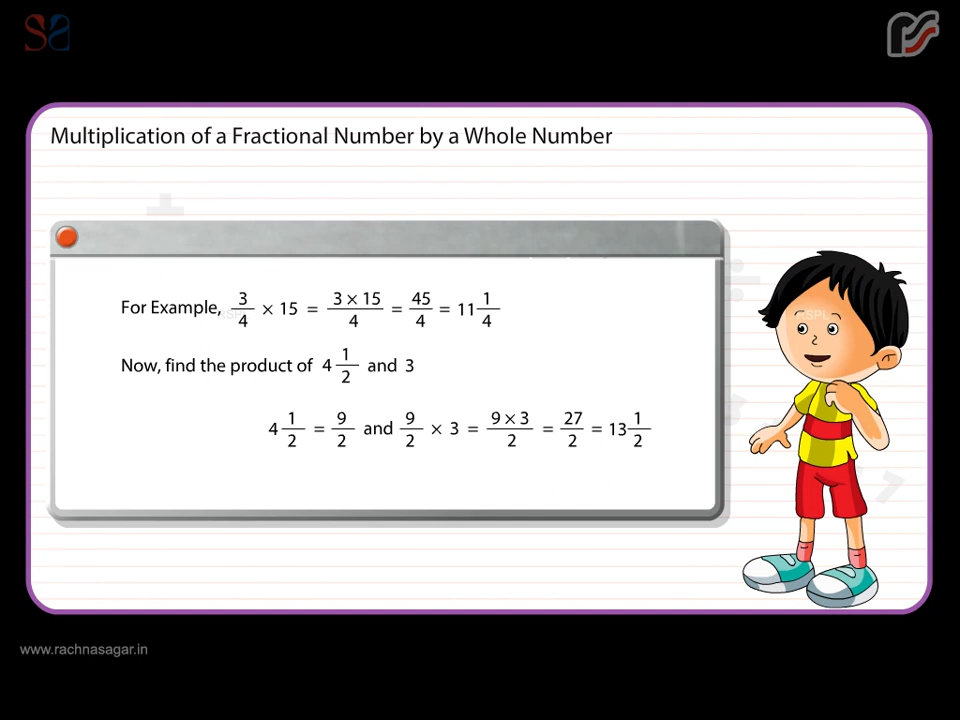 Multiplication of a Fractional Number by a Whole Number
For Example, 3/4 × 15 = 3 × 15/4 = 45/4 = 11 1/4
RSPL
RSPL
Now, find the product of 4 1/2 and 3
4 1/2 = 9/2 and 9/2 × 3 = 9 × 3/2 = 27/2 = 13 1/2
www.rachnasagar.in